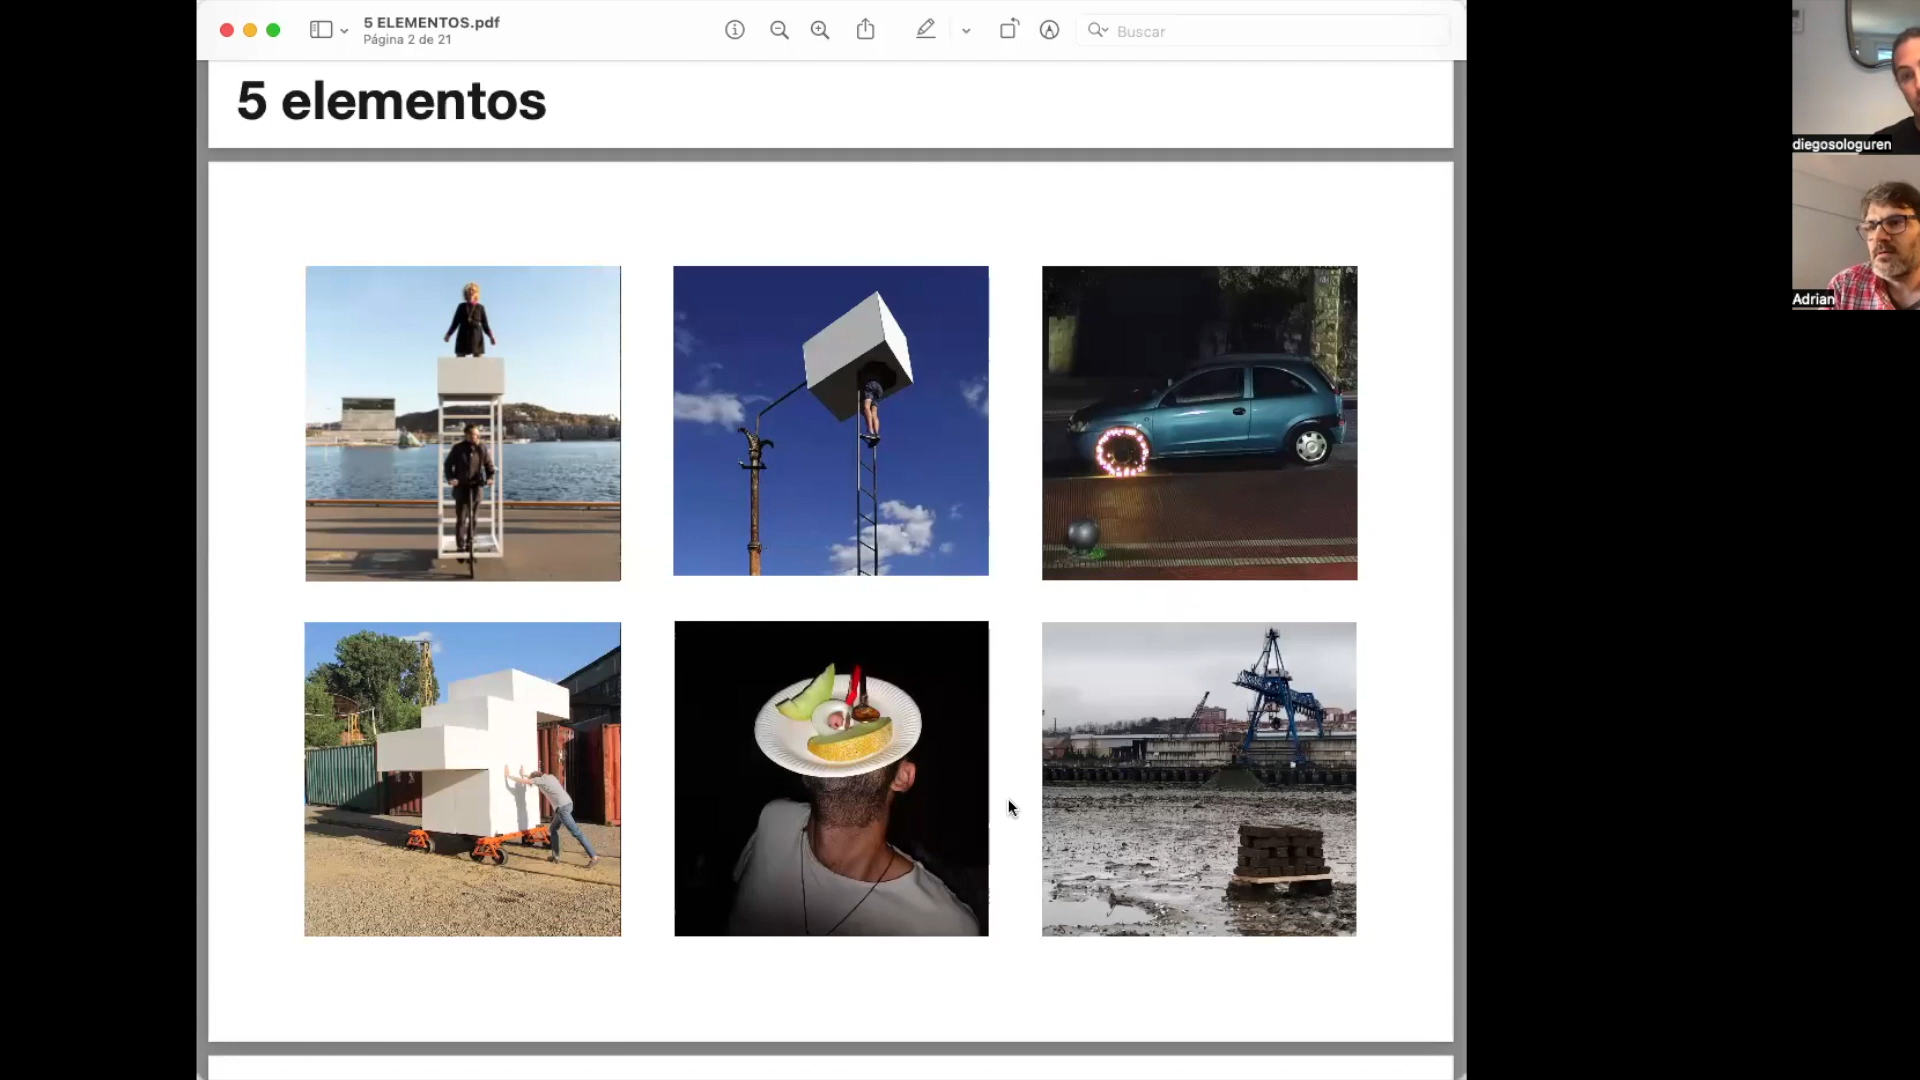 5 ELEMENTOS.pdf
Página 2 de 21
Buscar
5 elementos
diegosologuren
Adrian